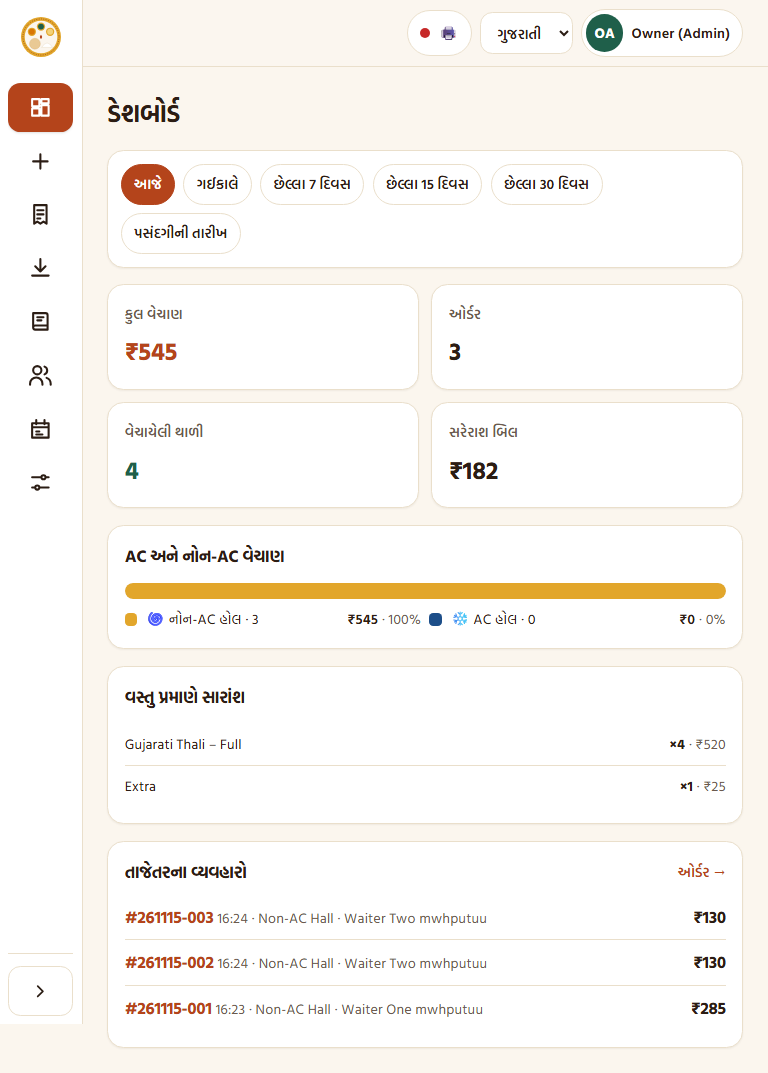 ગુજરાતી
OA Owner (Admin)
ડેશબોર્ડ
આજે ગઈકાલે છેલ્લા 7 દિવસ છેલ્લા 15 દિવસ છેલ્લા 30 દિવસ
પસંદગીની તારીખ
કુલ વેચાણ
₹545
ઓર્ડર
3
વેચાયેલી થાળી
4
સરેરાશ બિલ
₹182
AC અને નોન-AC વેચાણ
નોન-AC હોલ · 3 ₹545 · 100% AC હોલ · 0 ₹0 · 0%
વસ્તુ પ્રમાણે સારાંશ
Gujarati Thali – Full ×4 · ₹520
Extra ×1 · ₹25
તાજેતરના વ્યવહારો ઓર્ડર →
#261115-003 16:24 · Non-AC Hall · Waiter Two mwhputuu ₹130
#261115-002 16:24 · Non-AC Hall · Waiter Two mwhputuu ₹130
#261115-001 16:23 · Non-AC Hall · Waiter One mwhputuu ₹285